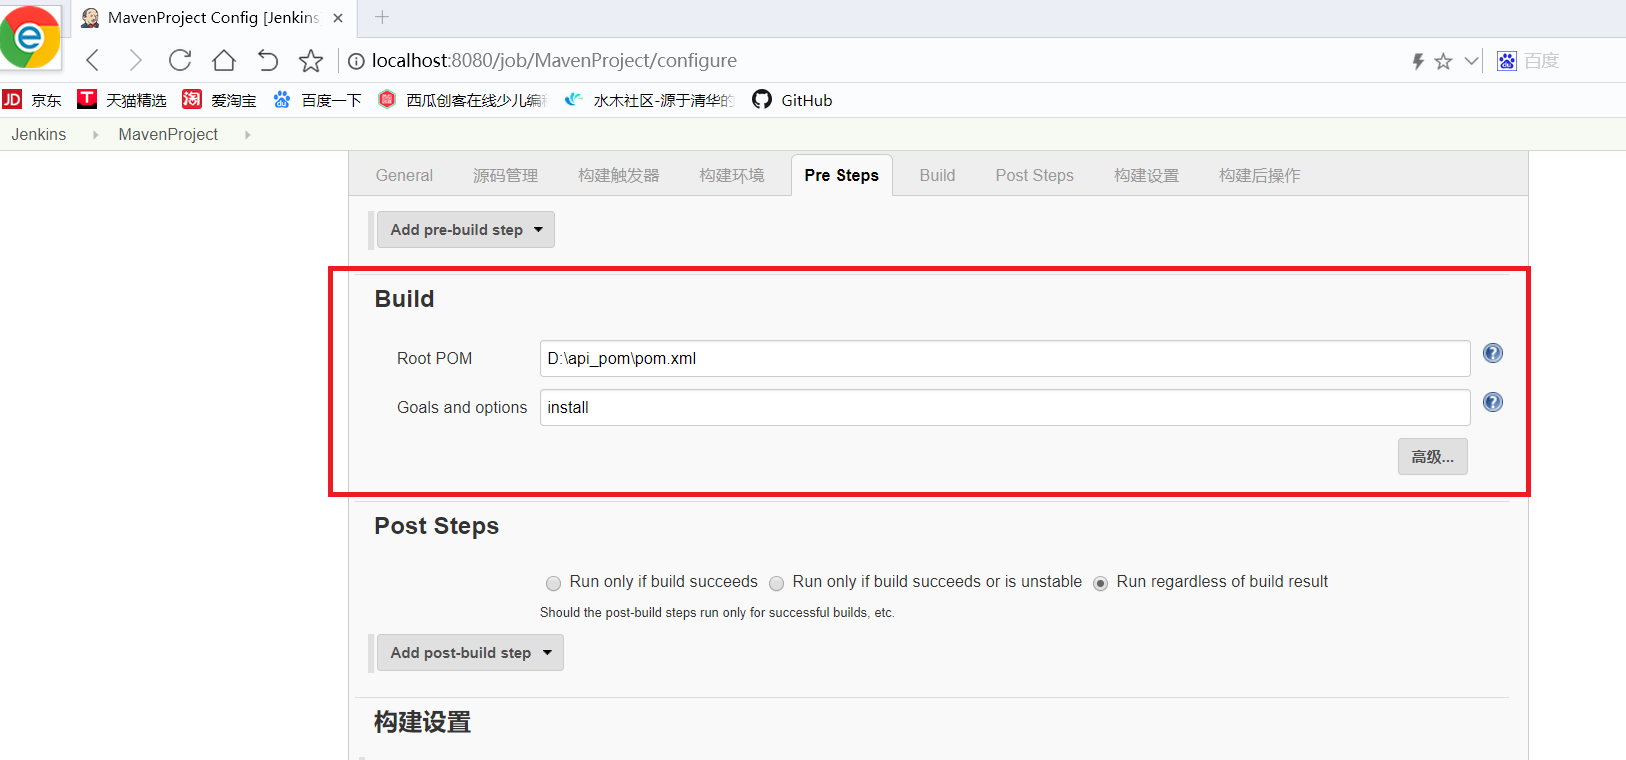 MavenProject Config [Jenkins
localhost:8080/job/MavenProject/configure
百度
JD 京东 T 天猫精选 淘 爱淘宝 百度一下 西瓜创客在线少儿编 水木社区-源于清华的 GitHub
Jenkins MavenProject
General 源码管理 构建触发器 构建环境 Pre Steps Build Post Steps 构建设置 构建后操作
Add pre-build step
Build
Root POM D:\api_pom\pom.xml
Goals and options install
高级...
Post Steps
Run only if build succeeds Run only if build succeeds or is unstable Run regardless of build result
Should the post-build steps run only for successful builds, etc.
Add post-build step
构建设置